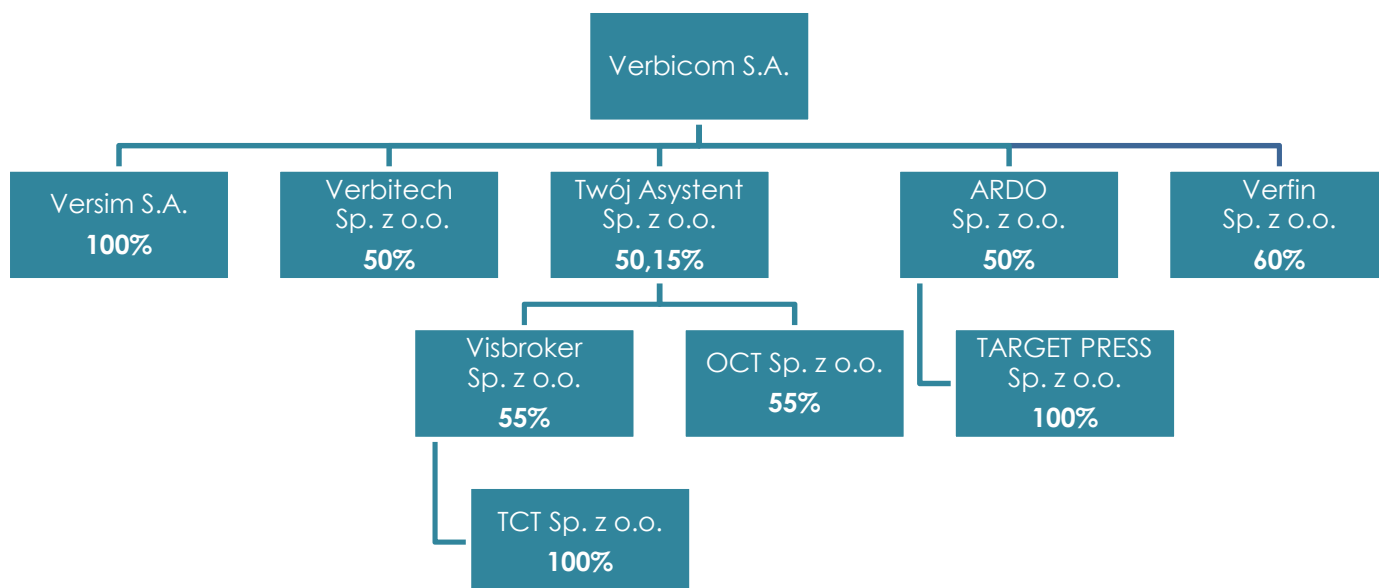 Verbicom S.A.
Versim S.A.
100%
Verbitech
Sp. z o.o.
50%
Twój Asystent
Sp. z o.o.
50,15%
ARDO
Sp. z o.o.
50%
Verfin
Sp. z o.o.
60%
Visbroker
Sp. z o.o.
55%
OCT Sp. z o.o.
55%
TARGET PRESS
Sp. z o.o.
100%
TCT Sp. z o.o.
100%